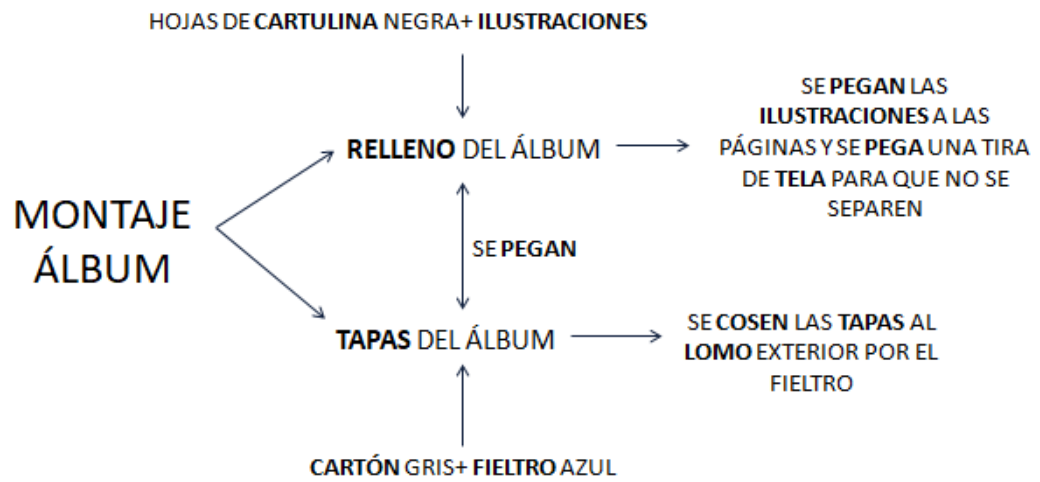 HOJAS DE CARTULINA NEGRA+ ILUSTRACIONES
SE PEGAN LAS
ILUSTRACIONES A LAS
PÁGINAS Y SE PEGA UNA TIRA
DE TELA PARA QUE NO SE
SEPAREN
RELLENO DEL ÁLBUM
MONTAJE
ÁLBUM
SE PEGAN
TAPAS DEL ÁLBUM
SE COSEN LAS TAPAS AL
LOMO EXTERIOR POR EL
FIELTRO
CARTÓN GRIS+ FIELTRO AZUL